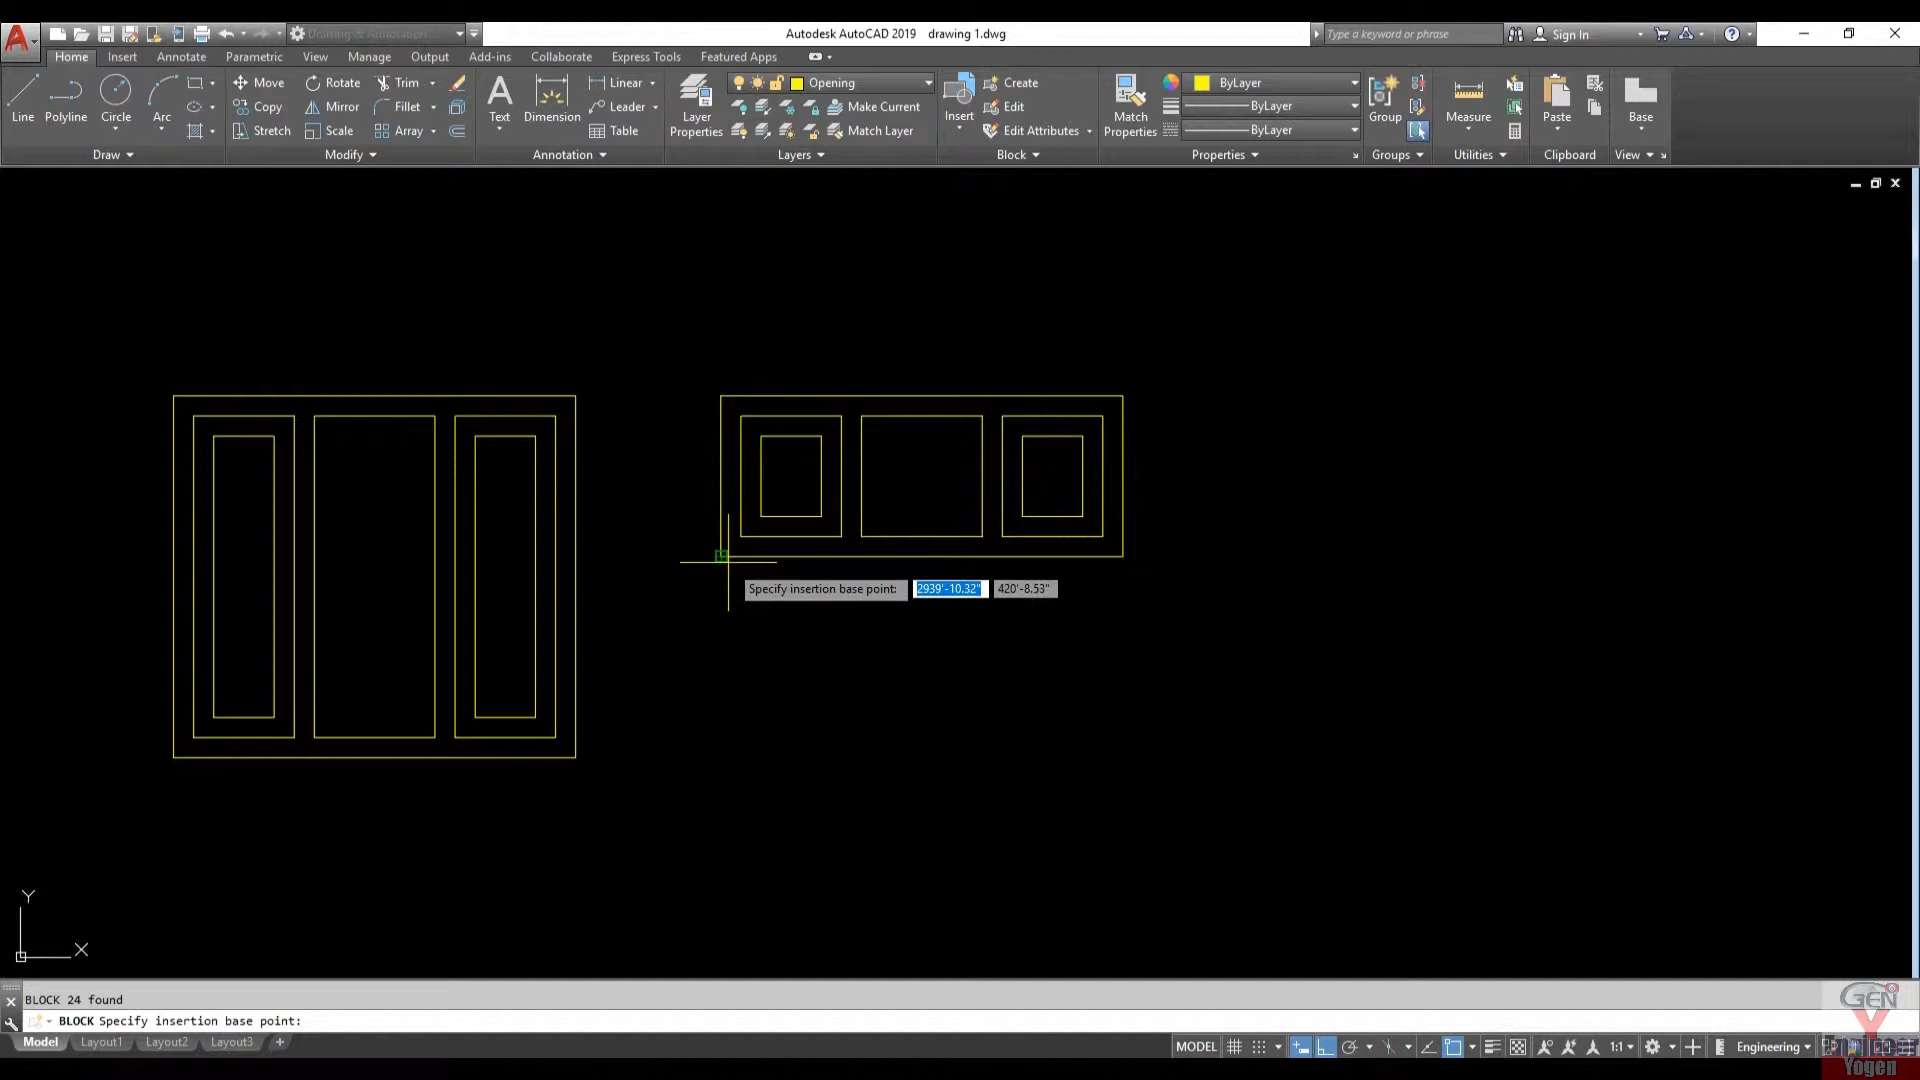 Drawing & Annotation
Autodesk AutoCAD 2019 drawing 1.dwg
Type a keyword or phrase
Sign In
Home Insert Annotate Parametric View Manage Output Add-ins Collaborate Express Tools Featured Apps
Line
Polyline
Circle
Arc
Move
Copy
Stretch
Rotate
Mirror
Scale
Trim
Fillet
Array
Text
Dimension
Linear
Leader
Table
Layer
Properties
Opening
Make Current
Match Layer
Insert
Create
Edit
Edit Attributes
Match
Properties
ByLayer
ByLayer
ByLayer
Group
Measure
Paste
Base
Draw
Modify
Annotation
Layers
Block
Properties
Groups
Utilities
Clipboard
View
Specify insertion base point: 2939'-10.32" 420'-8.53"
Y
X
BLOCK 24 found
BLOCK Specify insertion base point:
Model Layout1 Layout2 Layout3 +
MODEL
1:1
Engineering
GEN
Y
Yogen